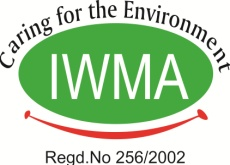 Caring for the Environment
IWMA
Regd.No 256/2002